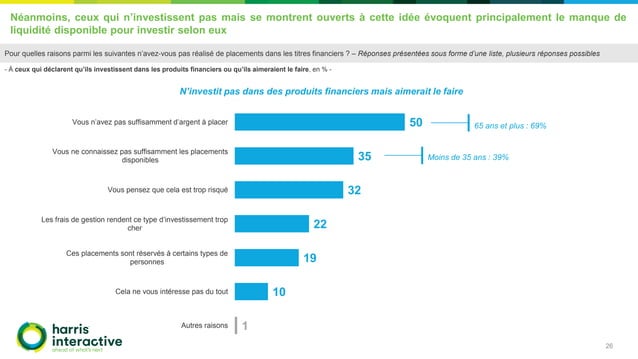 Néanmoins, ceux qui n’investissent pas mais se montrent ouverts à cette idée évoquent principalement le manque de
liquidité disponible pour investir selon eux
Pour quelles raisons parmi les suivantes n’avez-vous pas réalisé de placements dans les titres financiers ? – Réponses présentées sous forme d’une liste, plusieurs réponses possibles
- À ceux qui déclarent qu’ils investissent dans les produits financiers ou qu’ils aimeraient le faire, en % -
N’investit pas dans des produits financiers mais aimerait le faire
Vous n’avez pas suffisamment d’argent à placer
50
65 ans et plus : 69%
Vous ne connaissez pas suffisamment les placements
disponibles
35
Moins de 35 ans : 39%
Vous pensez que cela est trop risqué
32
Les frais de gestion rendent ce type d’investissement trop
cher
22
Ces placements sont réservés à certains types de
personnes
19
Cela ne vous intéresse pas du tout
10
Autres raisons
1
harris
interactive
ahead of what's next
26